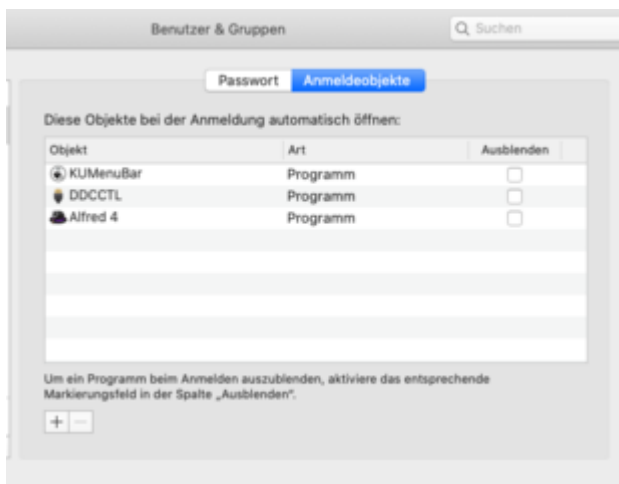 Benutzer & Gruppen
Suchen
Passwort Anmeldeobjekte
Diese Objekte bei der Anmeldung automatisch öffnen:
Objekt Art Ausblenden
KUMenuBar Programm
DDCCTL Programm
Alfred 4 Programm
Um ein Programm beim Anmelden auszublenden, aktiviere das entsprechende
Markierungsfeld in der Spalte „Ausblenden“.